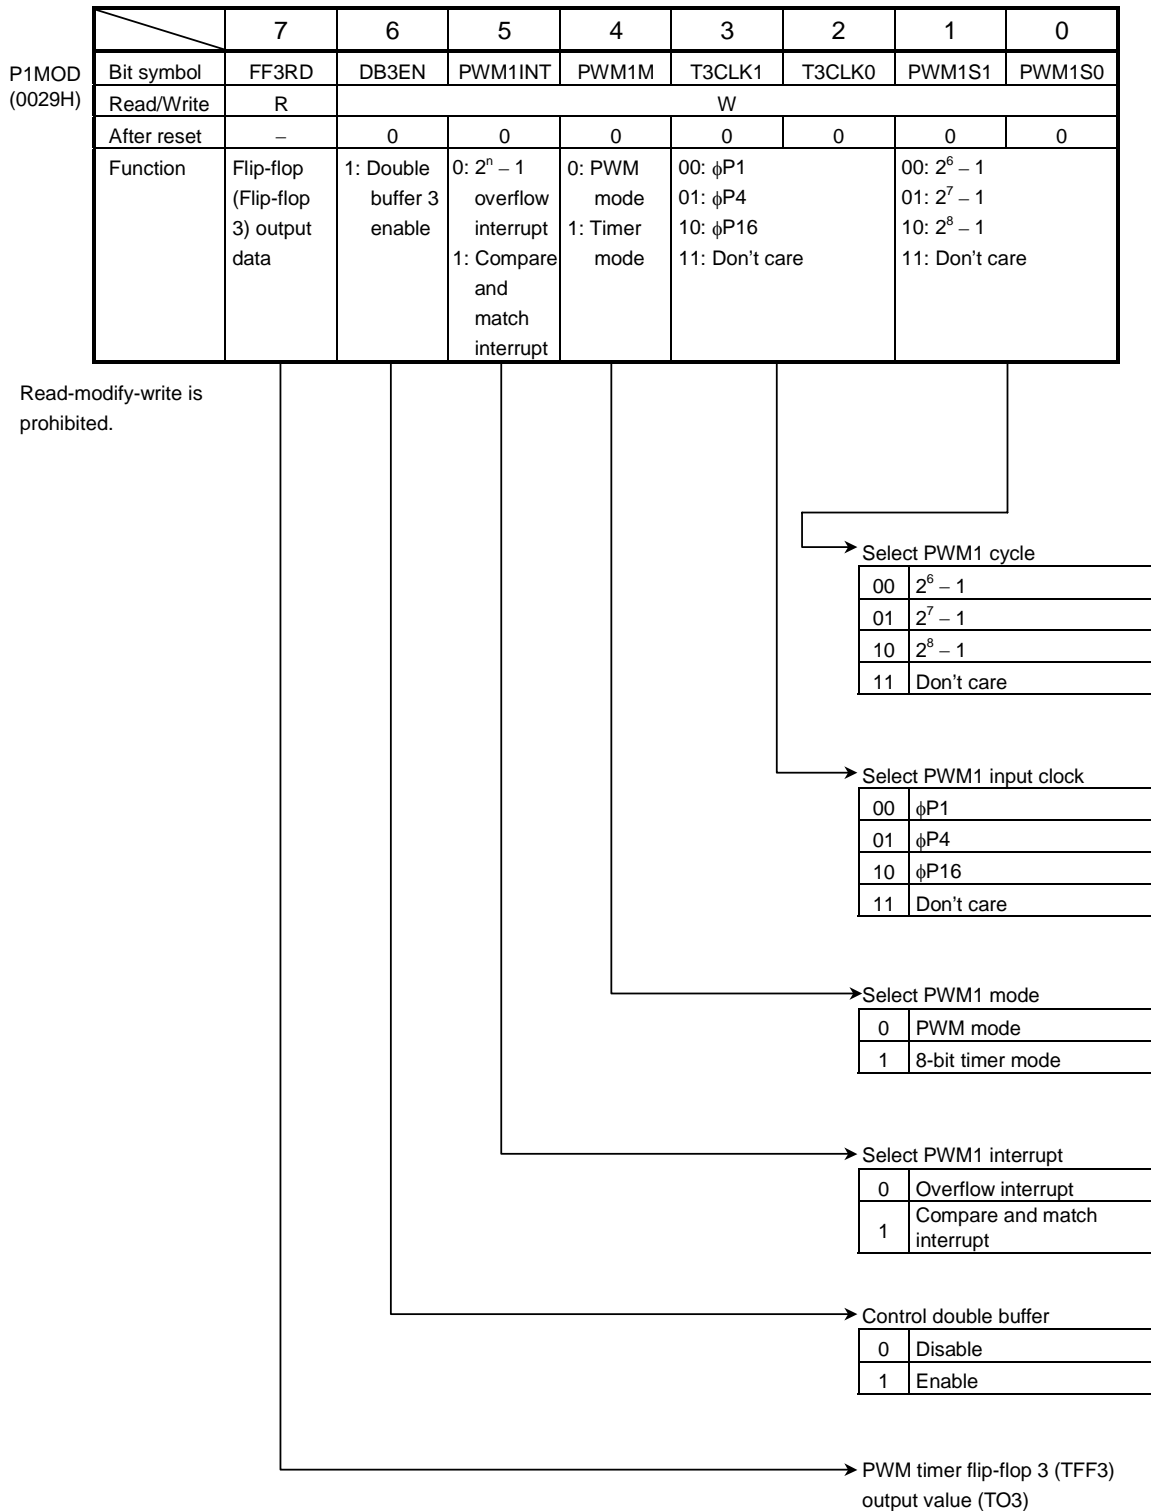 7 6 5 4 3 2 1 0
P1MOD
(0029H)
Bit symbol FF3RD DB3EN PWM1INT PWM1M T3CLK1 T3CLK0 PWM1S1 PWM1S0
Read/Write R W
After reset – 0 0 0 0 0 0 0
Function
Flip-flop
(Flip-flop
3) output
data
1: Double
buffer 3
enable
0: 2ⁿ – 1
overflow
interrupt
1: Compare
and
match
interrupt
0: PWM
mode
1: Timer
mode
00: ϕP1
01: ϕP4
10: ϕP16
11: Don't care
00: 2⁶ – 1
01: 2⁷ – 1
10: 2⁸ – 1
11: Don't care
Read-modify-write is
prohibited.
Select PWM1 cycle
00 2⁶ – 1
01 2⁷ – 1
10 2⁸ – 1
11 Don't care
Select PWM1 input clock
00 ϕP1
01 ϕP4
10 ϕP16
11 Don't care
Select PWM1 mode
0 PWM mode
1 8-bit timer mode
Select PWM1 interrupt
0 Overflow interrupt
1 Compare and match
interrupt
Control double buffer
0 Disable
1 Enable
PWM timer flip-flop 3 (TFF3)
output value (TO3)